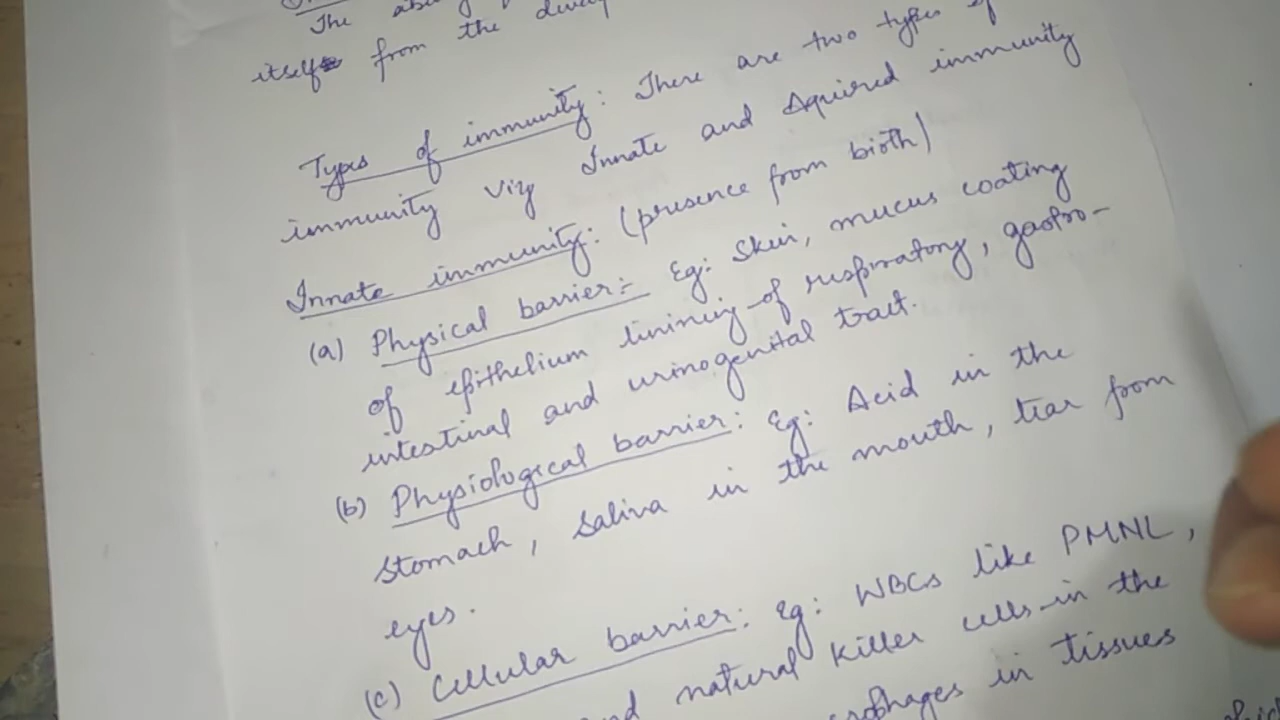 The
itself from the
Types of immunity: There are two types of
immunity viz Innate and Aquired immunity
Innate immunity: (presence from birth)
(a) Physical barrier:- Eg: Skin, mucus coating
of epithelium linining of respiratory, gastro-
intestinal and urinogenital tract.
(b) Physiological barrier: Eg: Acid in the
stomach, saliva in the mouth, tear from
eyes.
(c) Cellular barrier: Eg: WBCs like PMNL,
natural killer cells in the
in tissues